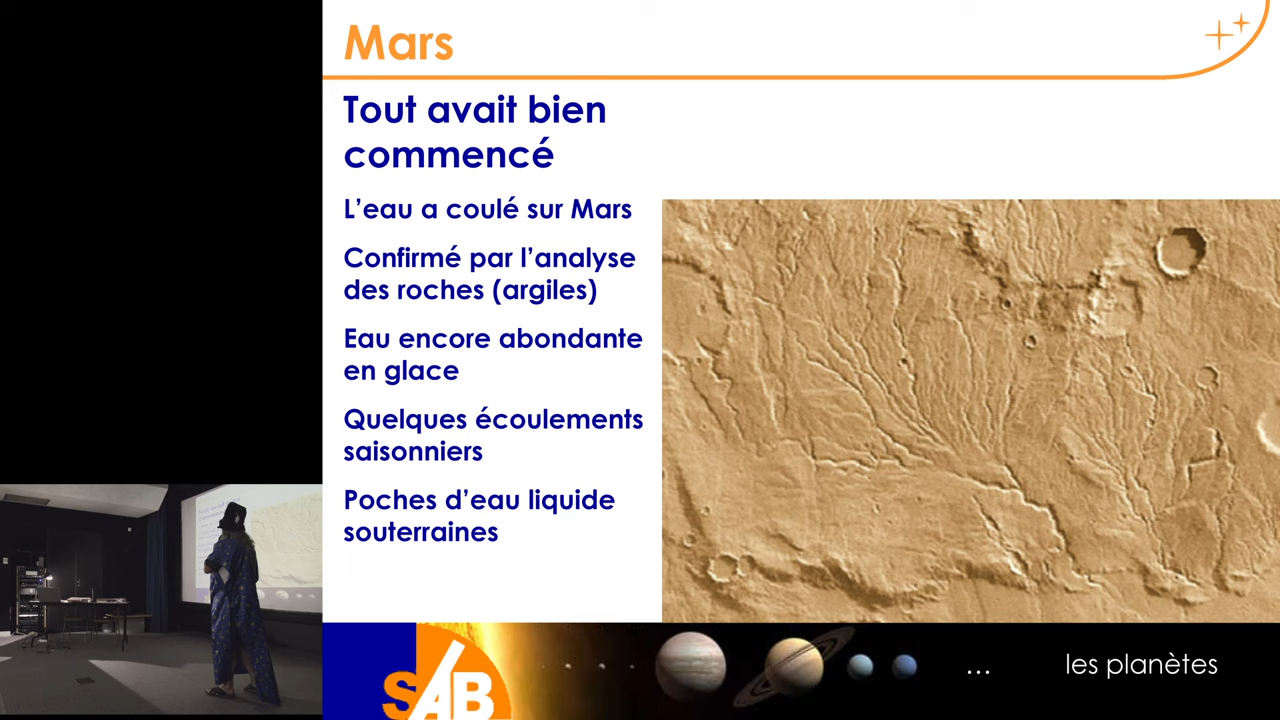 Mars
Tout avait bien
commencé
L'eau a coulé sur Mars
Confirmé par l'analyse
des roches (argiles)
Eau encore abondante
en glace
Quelques écoulements
saisonniers
Poches d'eau liquide
souterraines
SAB
... les planètes